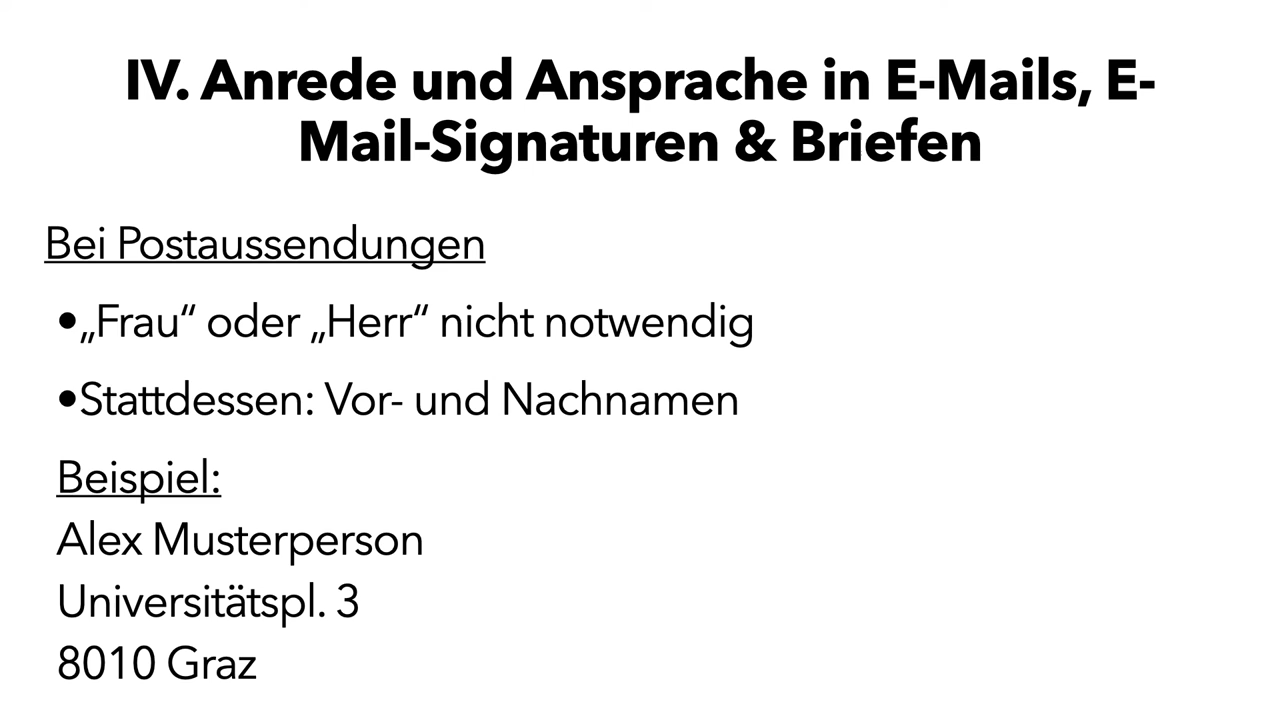 IV. Anrede und Ansprache in E-Mails, E-
Mail-Signaturen & Briefen
Bei Postaussendungen
•„Frau“ oder „Herr“ nicht notwendig
•Stattdessen: Vor- und Nachnamen
Beispiel:
Alex Musterperson
Universitätspl. 3
8010 Graz